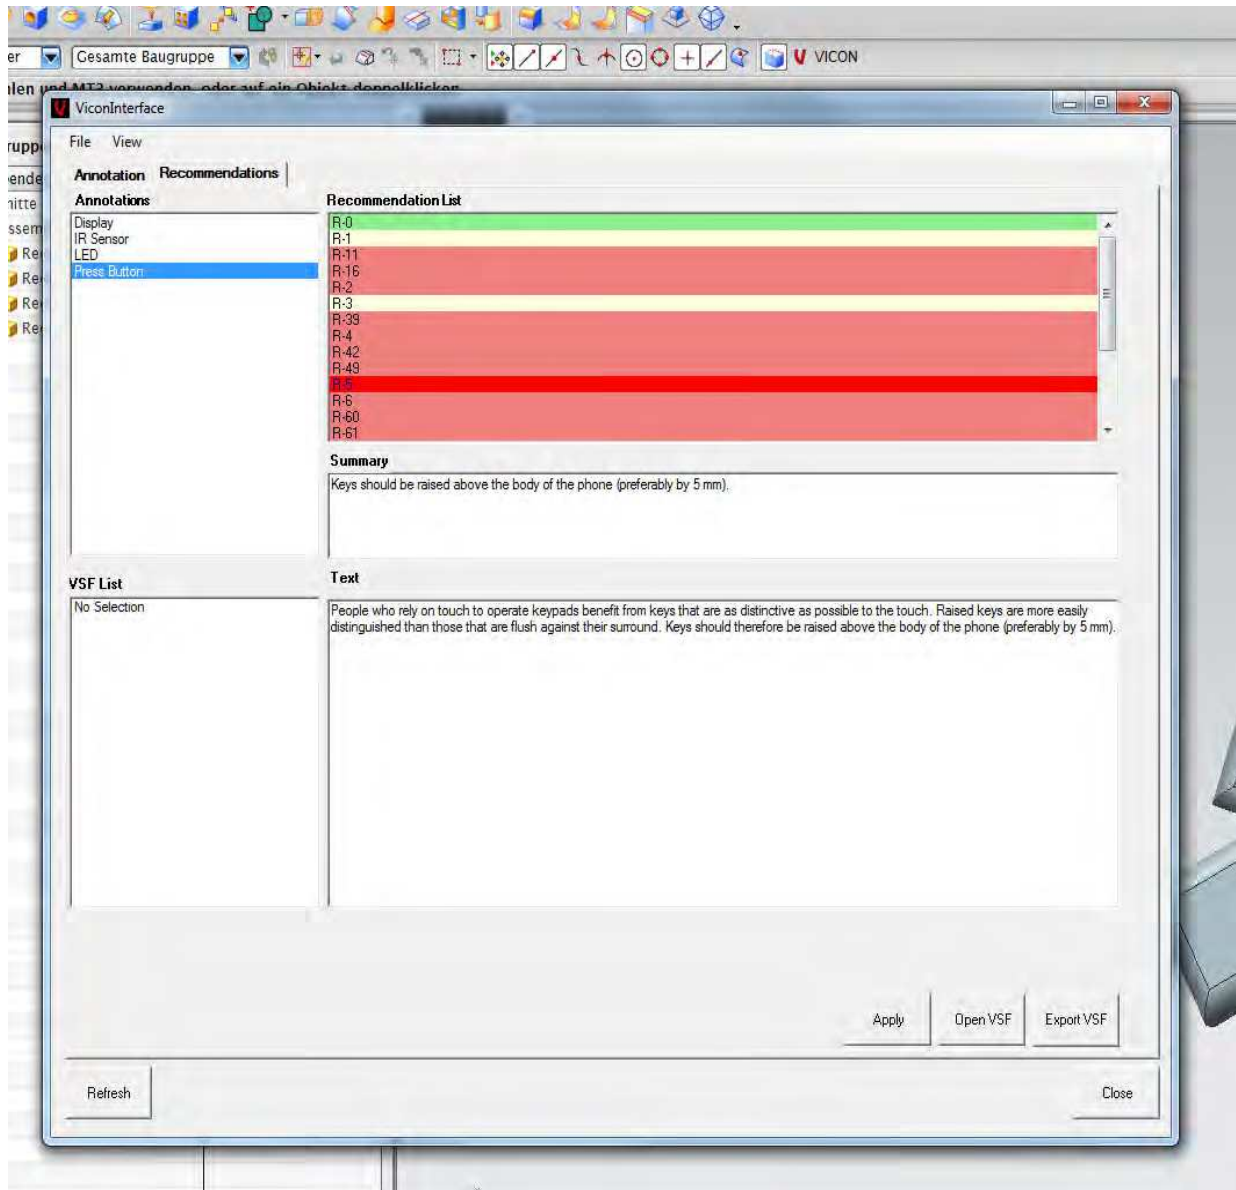 er Gesamte Baugruppe VICON
ViconInterface
File View
Annotation Recommendations
Annotations Recommendation List
Display
IR Sensor
LED
Press Button
R-0
R-1
R-11
R-16
R-2
R-3
R-39
R-4
R-42
R-49
R-5
R-6
R-60
R-61
Summary
Keys should be raised above the body of the phone (preferably by 5 mm).
VSF List
No Selection
Text
People who rely on touch to operate keypads benefit from keys that are as distinctive as possible to the touch. Raised keys are more easily
distinguished than those that are flush against their surround. Keys should therefore be raised above the body of the phone (preferably by 5 mm).
Apply Open VSF Export VSF
Refresh Close